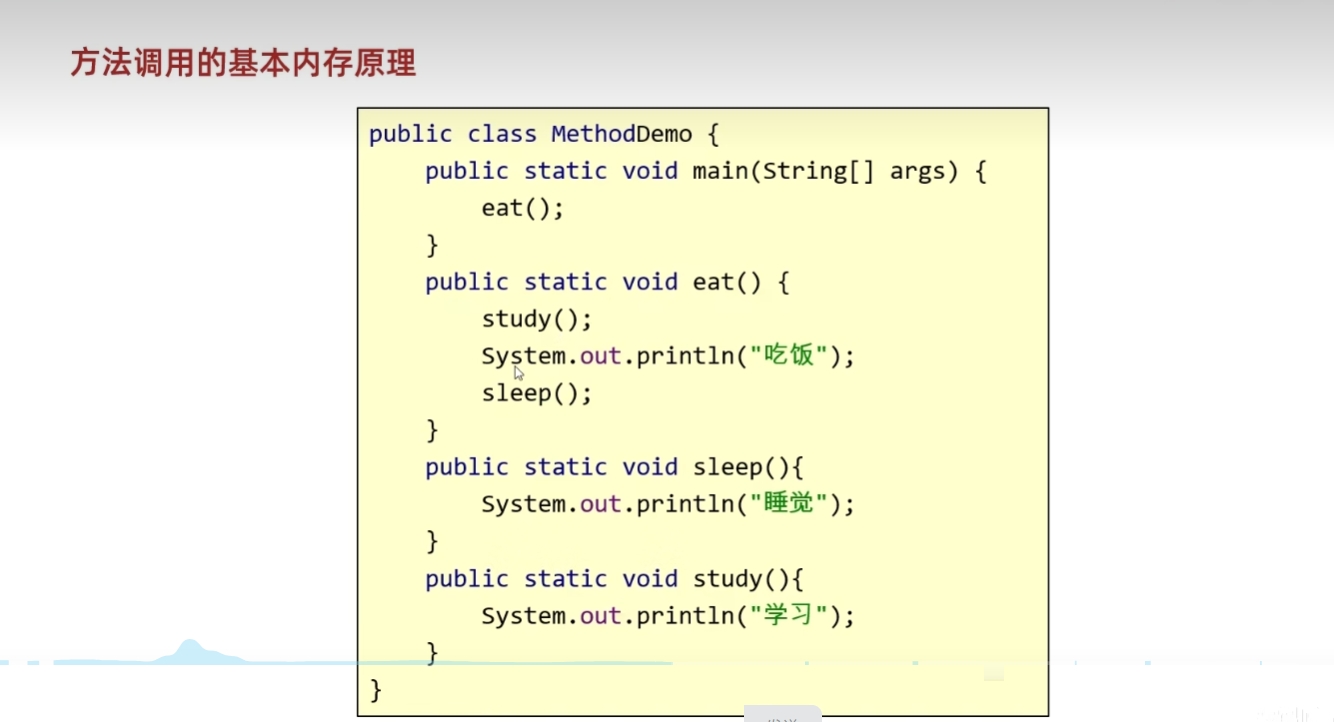 方法调用的基本内存原理
public class MethodDemo {
    public static void main(String[] args) {
        eat();
    }
    public static void eat() {
        study();
        System.out.println("吃饭");
        sleep();
    }
    public static void sleep(){
        System.out.println("睡觉");
    }
    public static void study(){
        System.out.println("学习");
    }
}